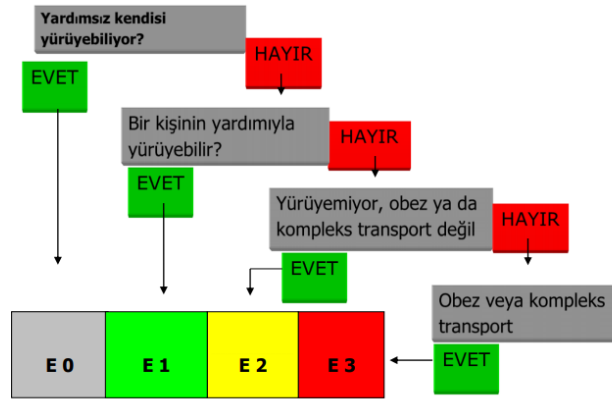 Yardımsız kendisi
yürüyebiliyor?
HAYIR
EVET
Bir kişinin yardımıyla
yürüyebilir?
HAYIR
EVET
Yürüyemiyor, obez ya da
kompleks transport değil
HAYIR
EVET
Obez veya kompleks
transport
EVET
E 0
E 1
E 2
E 3